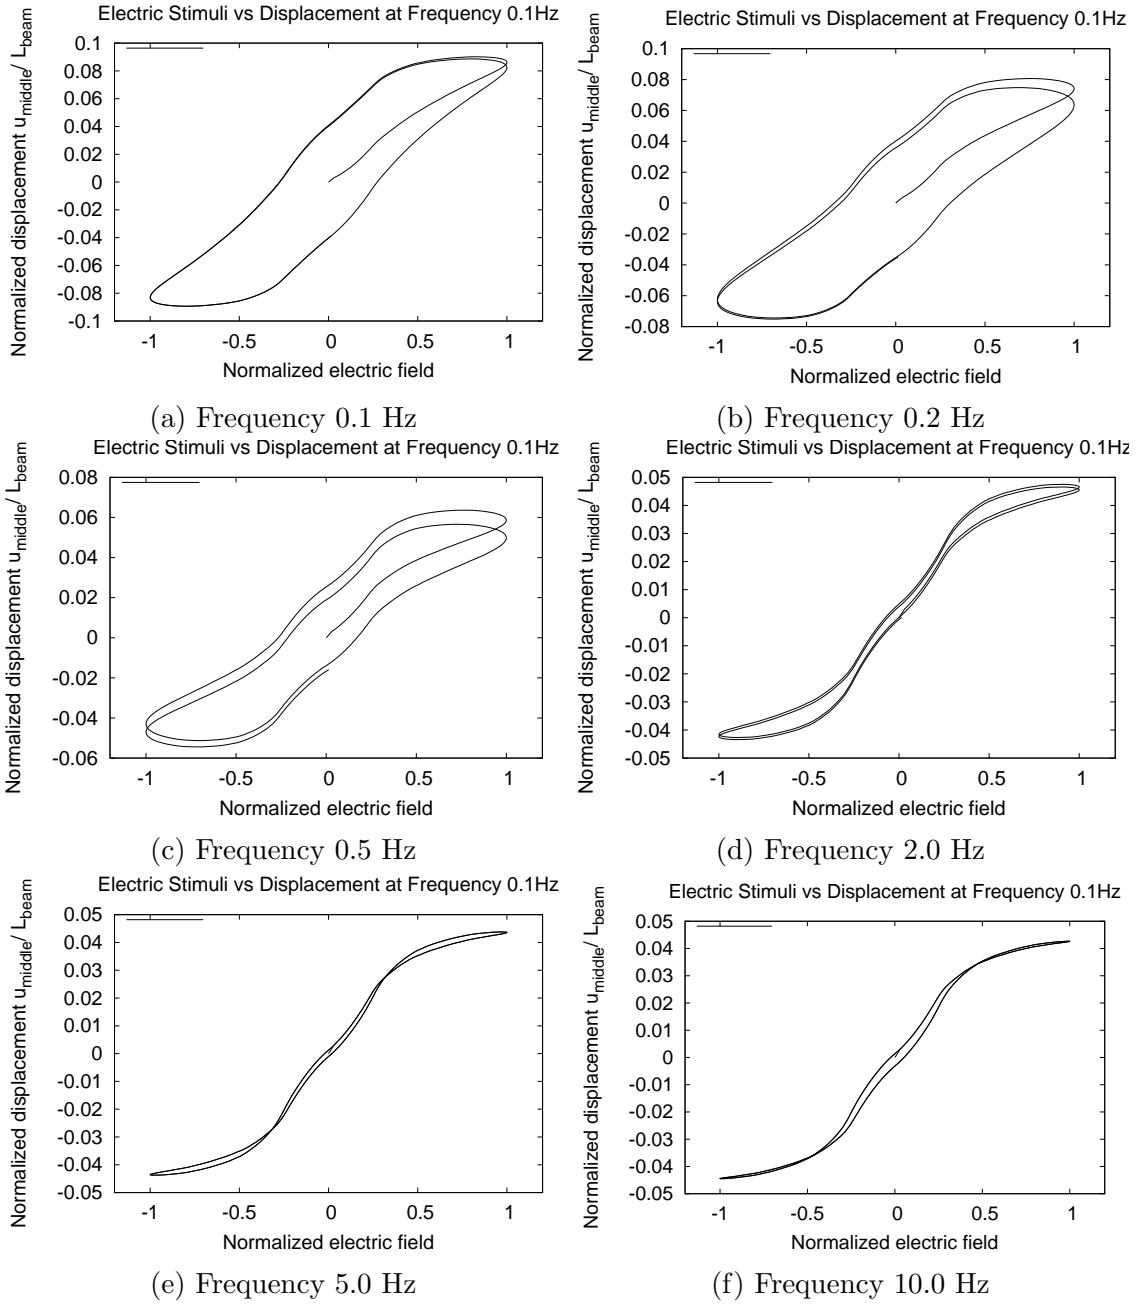 Electric Stimuli vs Displacement at Frequency 0.1Hz
Normalized displacement u_middle/ L_beam
0.1
0.08
0.06
0.04
0.02
0
-0.02
-0.04
-0.06
-0.08
-0.1
-1 -0.5 0 0.5 1
Normalized electric field
(a) Frequency 0.1 Hz
Electric Stimuli vs Displacement at Frequency 0.1Hz
Normalized displacement u_middle/ L_beam
0.1
0.08
0.06
0.04
0.02
0
-0.02
-0.04
-0.06
-0.08
-1 -0.5 0 0.5 1
Normalized electric field
(b) Frequency 0.2 Hz
Electric Stimuli vs Displacement at Frequency 0.1Hz
Normalized displacement u_middle/ L_beam
0.08
0.06
0.04
0.02
0
-0.02
-0.04
-0.06
-1 -0.5 0 0.5 1
Normalized electric field
(c) Frequency 0.5 Hz
Electric Stimuli vs Displacement at Frequency 0.1Hz
Normalized displacement u_middle/ L_beam
0.05
0.04
0.03
0.02
0.01
0
-0.01
-0.02
-0.03
-0.04
-0.05
-1 -0.5 0 0.5 1
Normalized electric field
(d) Frequency 2.0 Hz
Electric Stimuli vs Displacement at Frequency 0.1Hz
Normalized displacement u_middle/ L_beam
0.05
0.04
0.03
0.02
0.01
0
-0.01
-0.02
-0.03
-0.04
-0.05
-1 -0.5 0 0.5 1
Normalized electric field
(e) Frequency 5.0 Hz
Electric Stimuli vs Displacement at Frequency 0.1Hz
Normalized displacement u_middle/ L_beam
0.05
0.04
0.03
0.02
0.01
0
-0.01
-0.02
-0.03
-0.04
-0.05
-1 -0.5 0 0.5 1
Normalized electric field
(f) Frequency 10.0 Hz